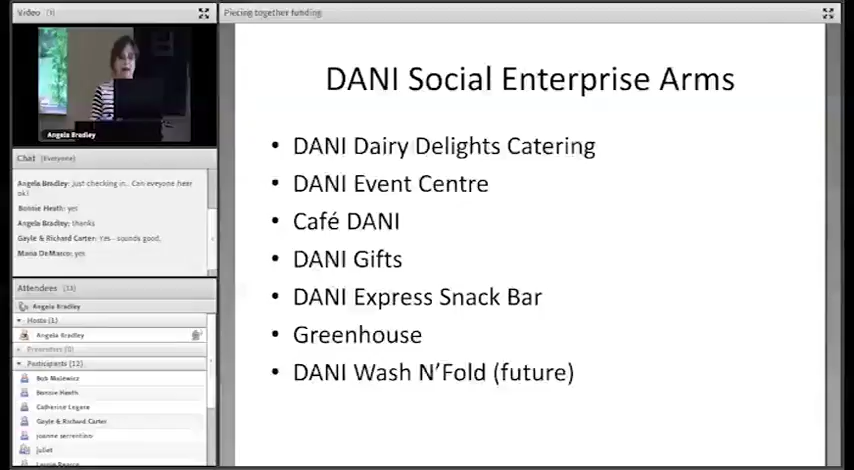 Video (1)
Angela Bradley
Chat (Everyone)
Angela Bradley: Just checking in.. Can everyone hear
ok?
Bonnie Heath: yes
Angela Bradley: thanks
Gayle & Richard Carter: Yes - sounds good.
Maria DeMarco: yes
Attendees (13)
Angela Bradley
Hosts (1)
Angela Bradley
Presenters (0)
Participants (12)
Bonnie Heath
Gayle & Richard Carter
joanne sorrentino
juliet
Piecing together funding
DANI Social Enterprise Arms
• DANI Dairy Delights Catering
• DANI Event Centre
• Café DANI
• DANI Gifts
• DANI Express Snack Bar
• Greenhouse
• DANI Wash N'Fold (future)